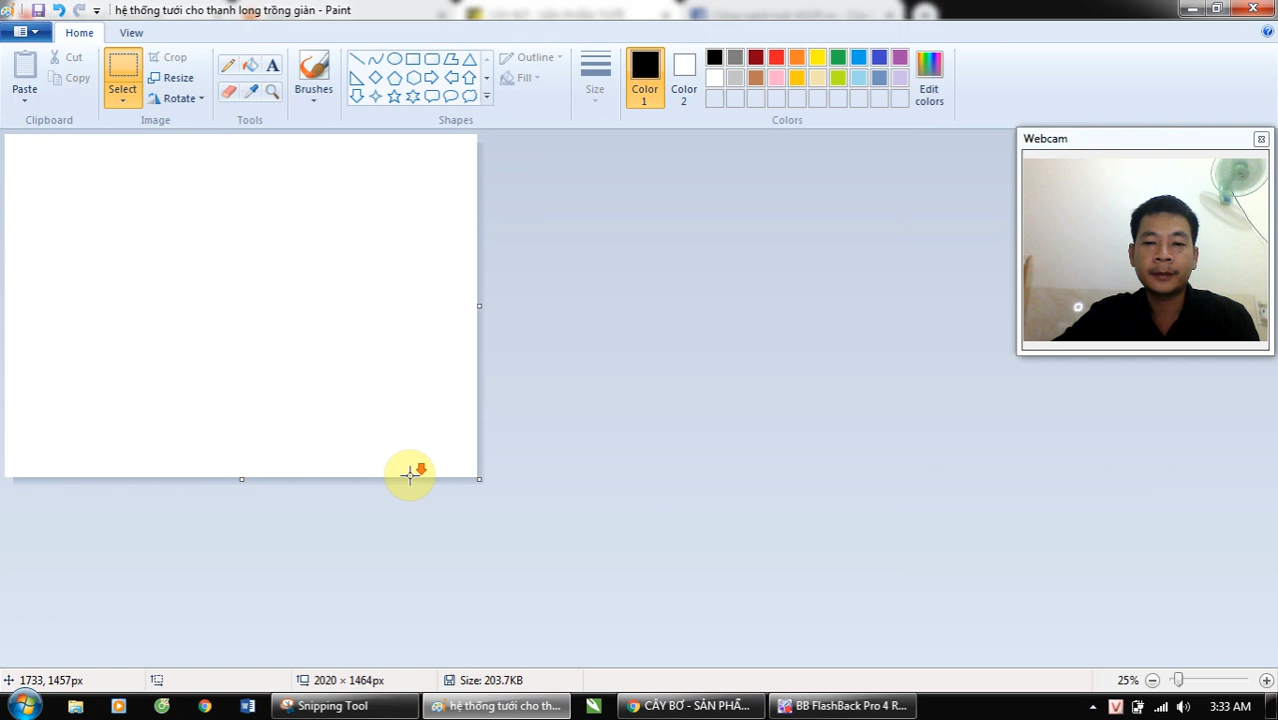 hệ thống tưới cho thanh long trồng giàn - Paint
Home
View
Paste
Cut
Copy
Clipboard
Select
Crop
Resize
Rotate
Image
Tools
Brushes
Shapes
Outline
Fill
Size
Color
1
Color
2
Edit
colors
Colors
Webcam
1733, 1457px
2020 × 1464px
Size: 203.7KB
25%
Snipping Tool
hệ thống tưới cho th...
CÂY BƠ - SẢN PHẨ...
BB FlashBack Pro 4 R...
3:33 AM